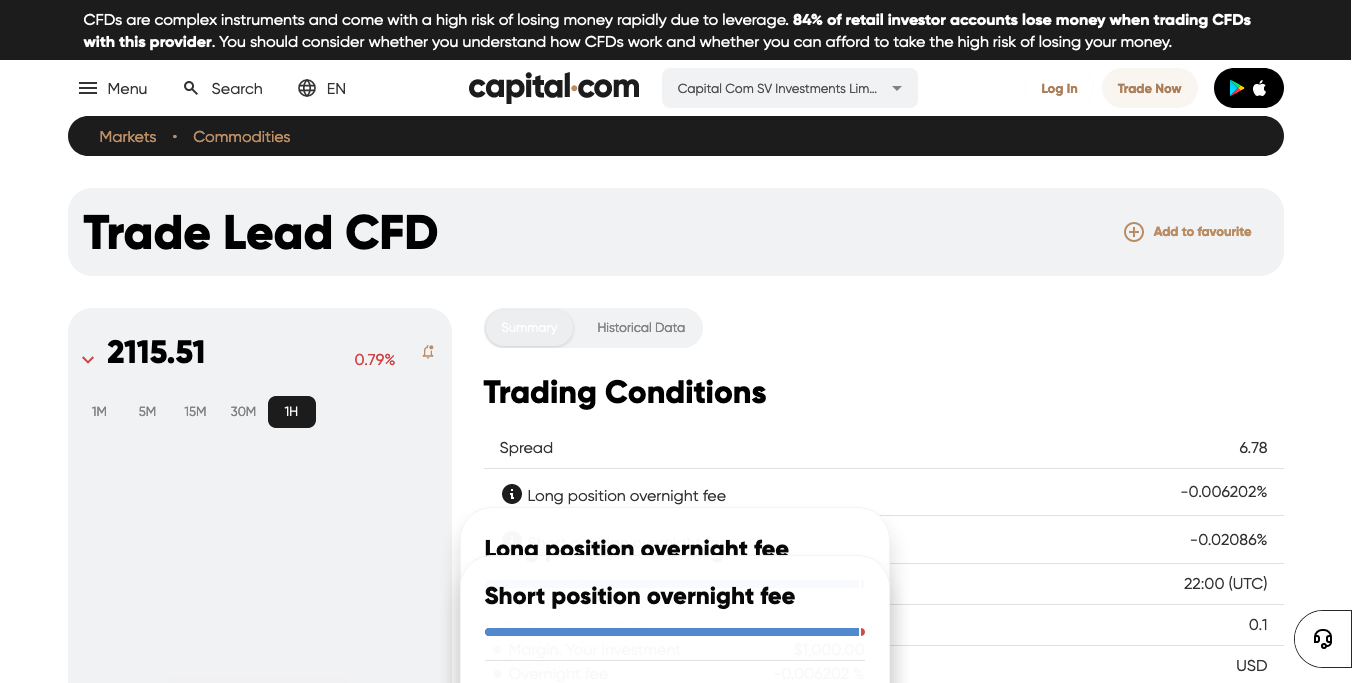 CFDs are complex instruments and come with a high risk of losing money rapidly due to leverage. 84% of retail investor accounts lose money when trading CFDs
with this provider. You should consider whether you understand how CFDs work and whether you can afford to take the high risk of losing your money.
Menu Search EN capital.com Capital Com SV Investments Lim... Log In Trade Now
Markets • Commodities
Trade Lead CFD Add to favourite
2115.51 0.79%
1M 5M 15M 30M 1H
Summary Historical Data
Trading Conditions
Spread 6.78
Long position overnight fee -0.006202%
-0.02086%
Long position overnight fee
22:00 (UTC)
Short position overnight fee
0.1
Margin. Your investment $1,000.00
USD
Overnight fee -0.006202 %